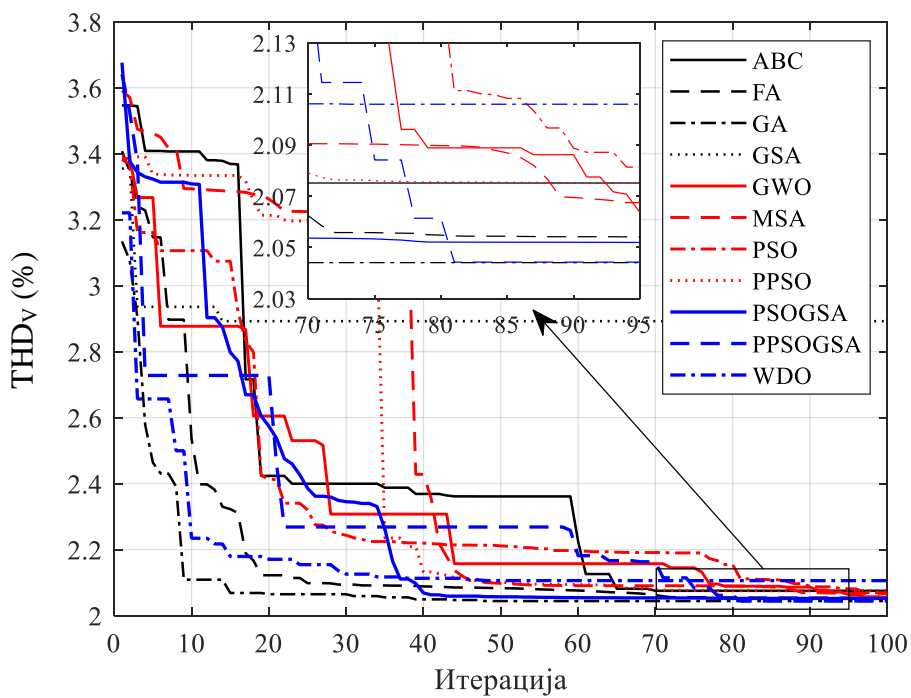 THDv (%)
3.8
3.6
3.4
3.2
3
2.8
2.6
2.4
2.2
2
0 10 20 30 40 50 60 70 80 90 100
Итерација
2.13
2.11
2.09
2.07
2.05
2.03
70 75 80 85 90 95
ABC
FA
GA
GSA
GWO
MSA
PSO
PPSO
PSOGSA
PPSOGSA
WDO